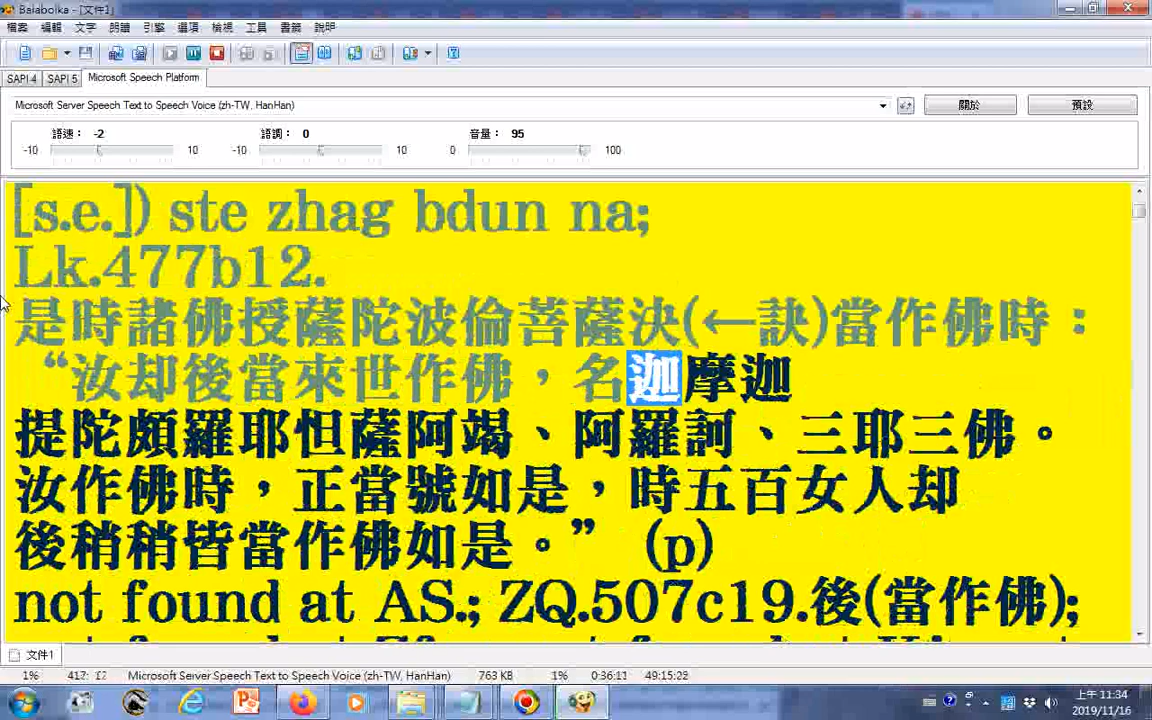 Balabolka - [文件1]
檔案 編輯 文字 朗讀 引擎 選項 檢視 工具 書籤 說明
SAPI 4 SAPI 5 Microsoft Speech Platform
Microsoft Server Speech Text to Speech Voice (zh-TW, HanHan)
關於 預設
語速： -2 語調： 0 音量： 95
-10 10 -10 10 0 100
[s.e.]) ste zhag bdun na;
Lk.477b12.
是時諸佛授薩陀波倫菩薩決(←訣)當作佛時：
“汝却後當來世作佛，名迦摩迦
提陀頗羅耶怛薩阿竭、阿羅訶、三耶三佛。
汝作佛時，正當號如是，時五百女人却
後稍稍皆當作佛如是。” (p)
not found at AS.; ZQ.507c19.後(當作佛);
文件1
1% Microsoft Server Speech Text to Speech Voice (zh-TW, HanHan) 763 KB 1% 0:36:11 49:15:22
上午 11:34
2019/11/16